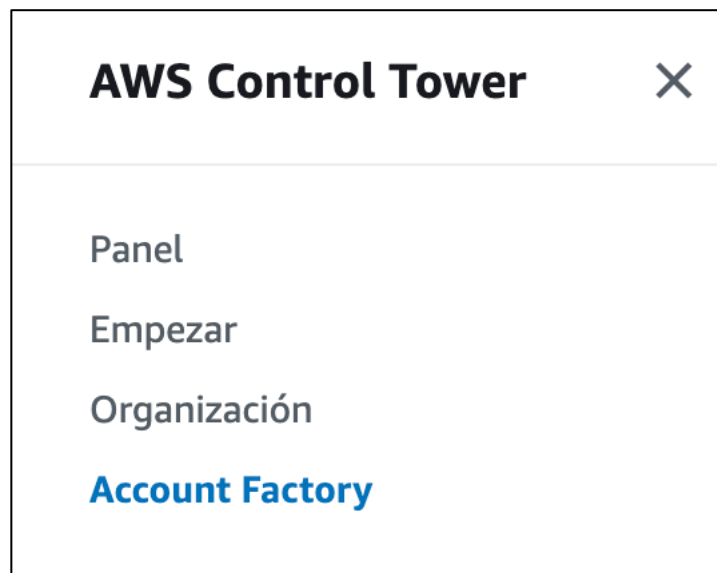 AWS Control Tower
Panel
Empezar
Organización
Account Factory